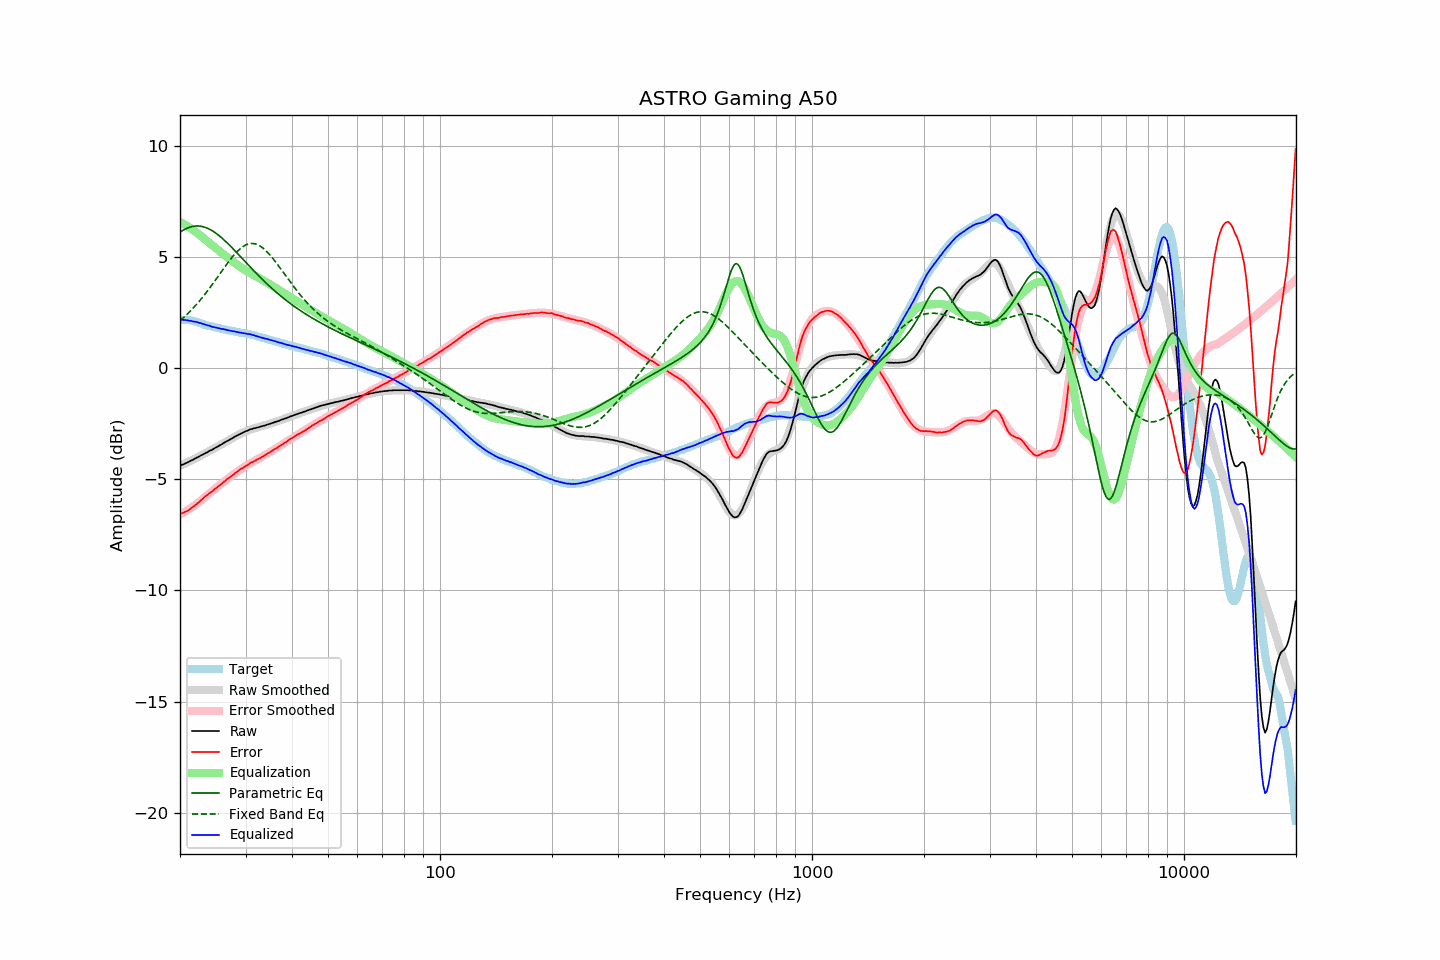 ASTRO Gaming A50
Amplitude (dBr)
10
5
0
−5
−10
−15
−20
Target
Raw Smoothed
Error Smoothed
Raw
Error
Equalization
Parametric Eq
Fixed Band Eq
Equalized
100
1000
10000
Frequency (Hz)